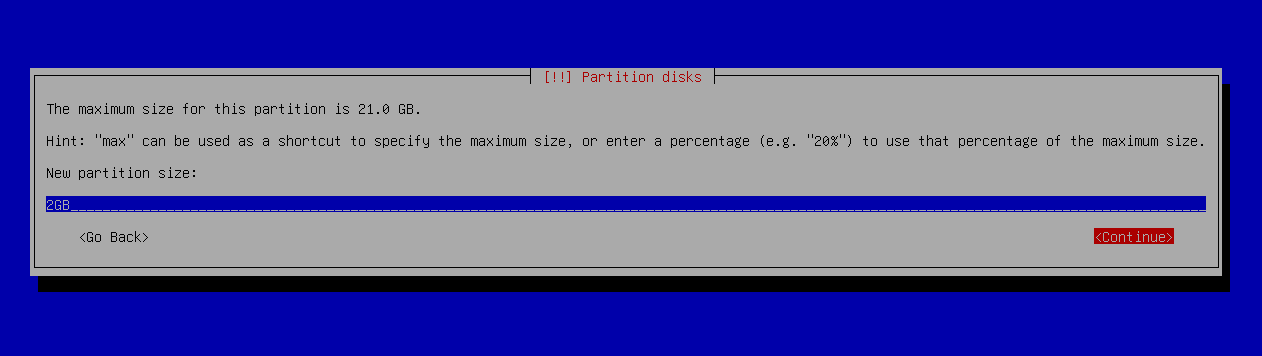 [!!] Partition disks
The maximum size for this partition is 21.0 GB.
Hint: "max" can be used as a shortcut to specify the maximum size, or enter a percentage (e.g. "20%") to use that percentage of the maximum size.
New partition size:
2GB
<Go Back> <Continue>